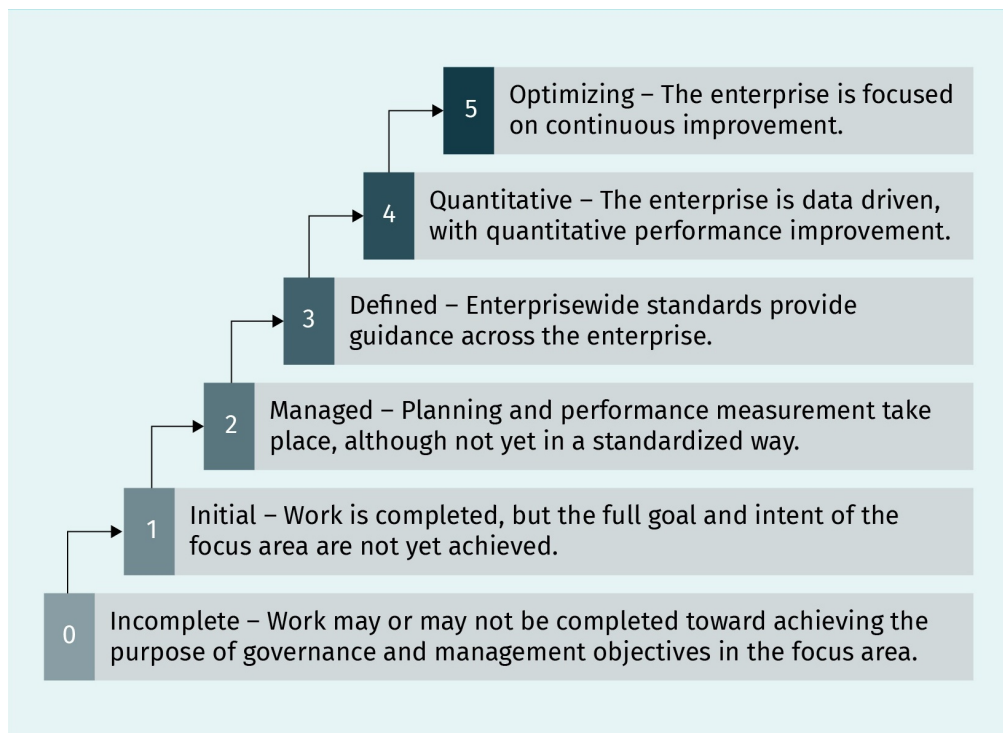 5
Optimizing – The enterprise is focused
on continuous improvement.
4
Quantitative – The enterprise is data driven,
with quantitative performance improvement.
3
Defined – Enterprisewide standards provide
guidance across the enterprise.
2
Managed – Planning and performance measurement take
place, although not yet in a standardized way.
1
Initial – Work is completed, but the full goal and intent of the
focus area are not yet achieved.
0
Incomplete – Work may or may not be completed toward achieving the
purpose of governance and management objectives in the focus area.